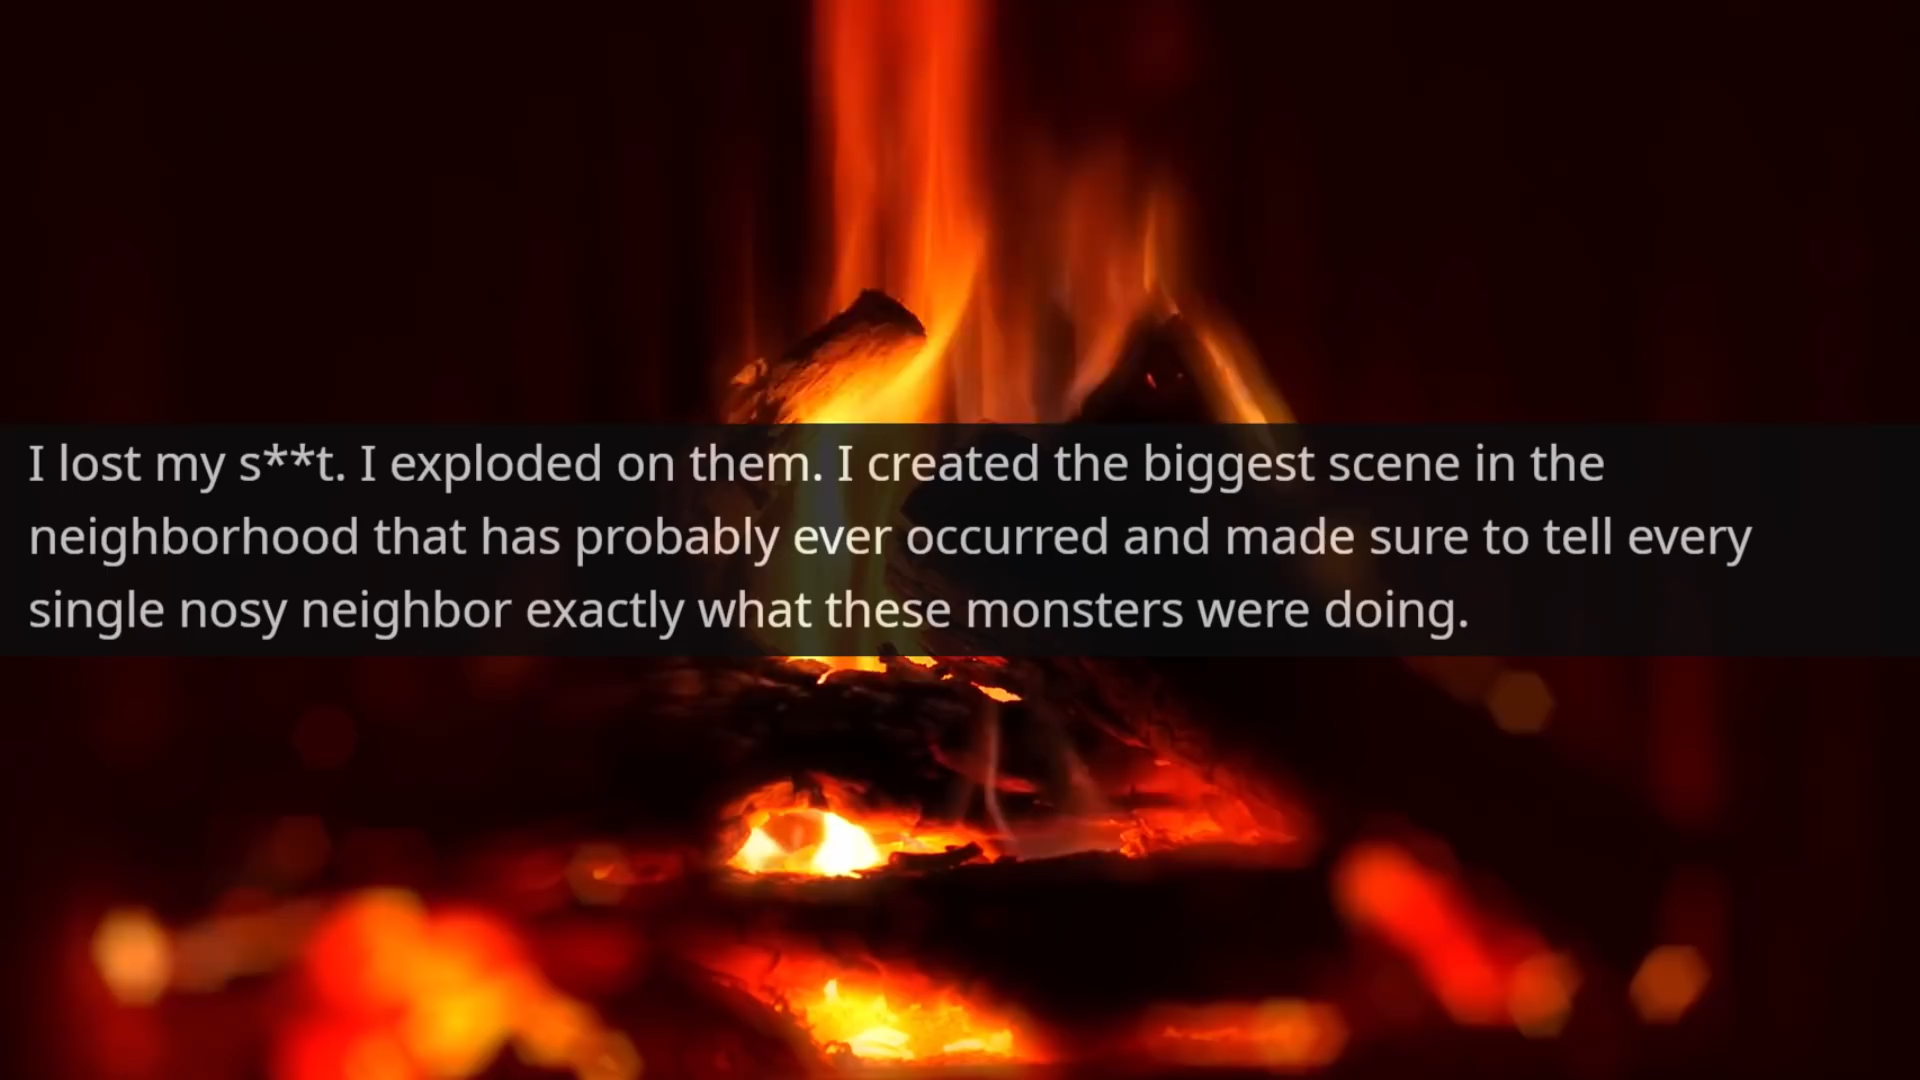 I lost my s**t. I exploded on them. I created the biggest scene in the
neighborhood that has probably ever occurred and made sure to tell every
single nosy neighbor exactly what these monsters were doing.